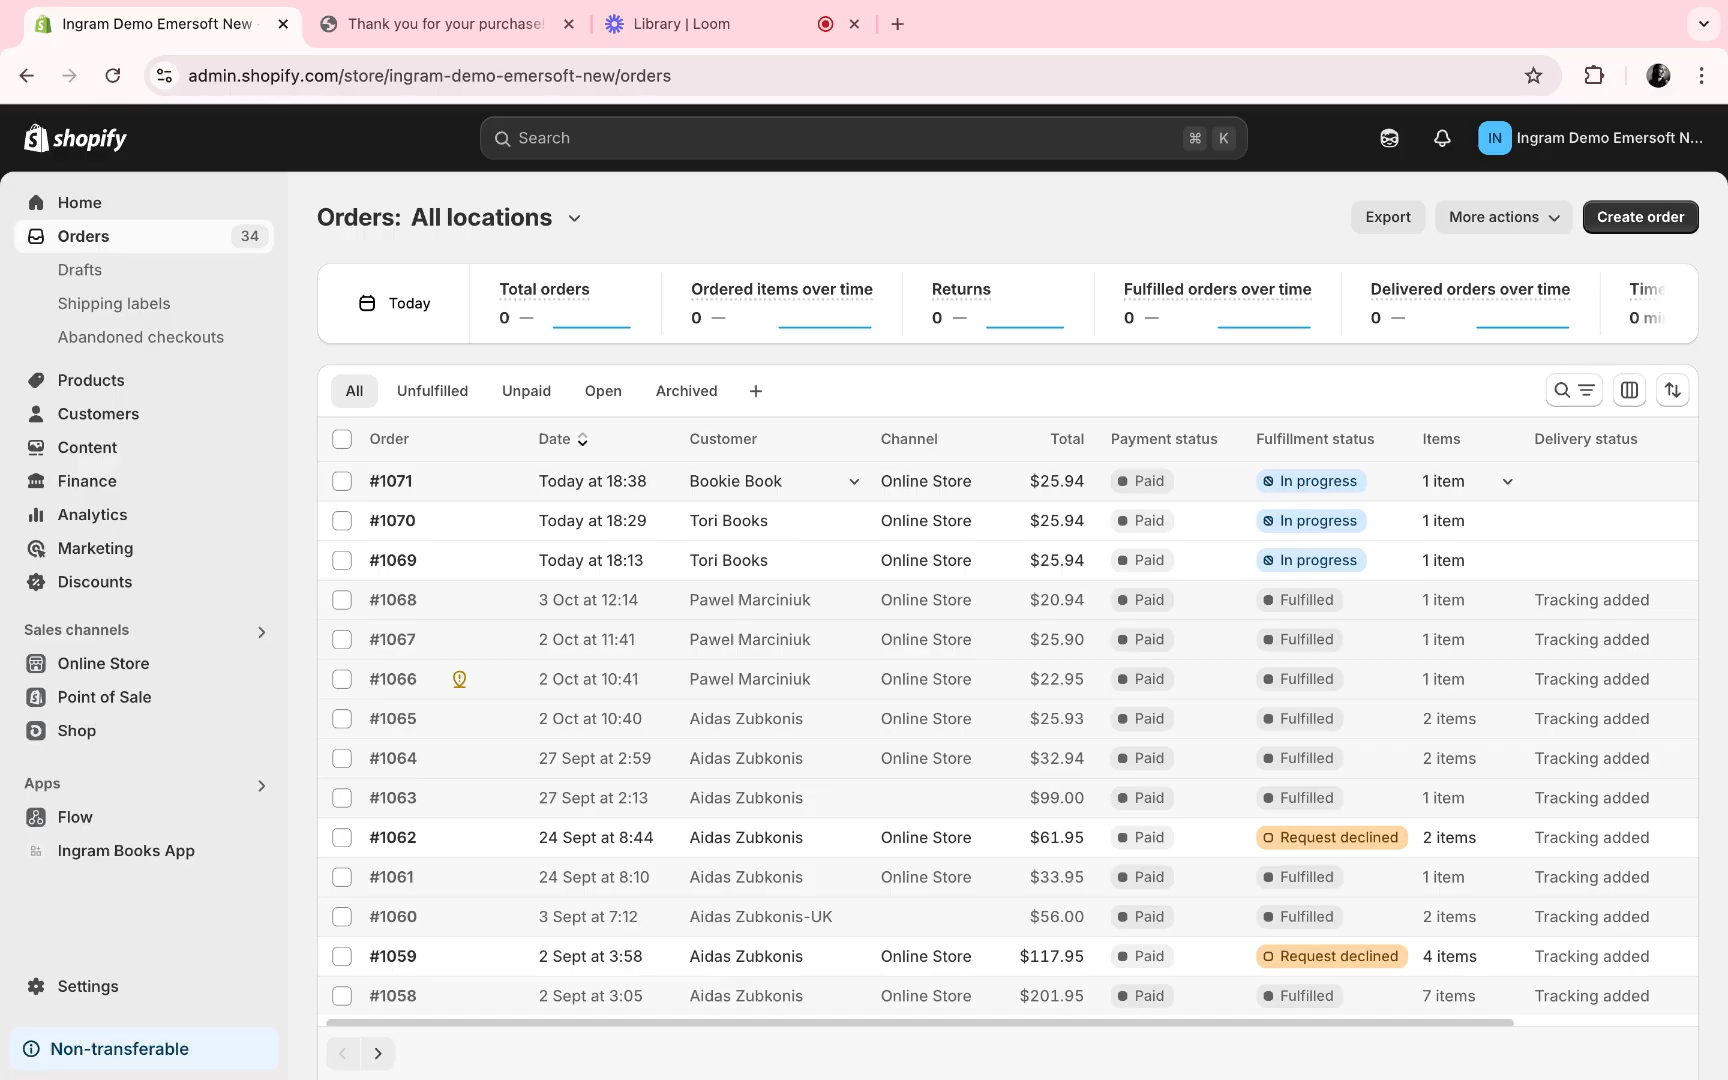 Ingram Demo Emersoft New
Thank you for your purchase!
Library | Loom
admin.shopify.com/store/ingram-demo-emersoft-new/orders
shopify
Search
⌘ K
IN
Ingram Demo Emersoft N...
Home
Orders 34
Drafts
Shipping labels
Abandoned checkouts
Products
Customers
Content
Finance
Analytics
Marketing
Discounts
Sales channels
Online Store
Point of Sale
Shop
Apps
Flow
Ingram Books App
Settings
Non-transferable
Orders: All locations
Export
More actions
Create order
Today
Total orders
0 —
Ordered items over time
0 —
Returns
0 —
Fulfilled orders over time
0 —
Delivered orders over time
0 —
Time
0 mi
All Unfulfilled Unpaid Open Archived +
Order Date Customer Channel Total Payment status Fulfillment status Items Delivery status
#1071 Today at 18:38 Bookie Book Online Store $25.94 Paid In progress 1 item
#1070 Today at 18:29 Tori Books Online Store $25.94 Paid In progress 1 item
#1069 Today at 18:13 Tori Books Online Store $25.94 Paid In progress 1 item
#1068 3 Oct at 12:14 Pawel Marciniuk Online Store $20.94 Paid Fulfilled 1 item Tracking added
#1067 2 Oct at 11:41 Pawel Marciniuk Online Store $25.90 Paid Fulfilled 1 item Tracking added
#1066 2 Oct at 10:41 Pawel Marciniuk Online Store $22.95 Paid Fulfilled 1 item Tracking added
#1065 2 Oct at 10:40 Aidas Zubkonis Online Store $25.93 Paid Fulfilled 2 items Tracking added
#1064 27 Sept at 2:59 Aidas Zubkonis Online Store $32.94 Paid Fulfilled 2 items Tracking added
#1063 27 Sept at 2:13 Aidas Zubkonis $99.00 Paid Fulfilled 1 item Tracking added
#1062 24 Sept at 8:44 Aidas Zubkonis Online Store $61.95 Paid Request declined 2 items Tracking added
#1061 24 Sept at 8:10 Aidas Zubkonis Online Store $33.95 Paid Fulfilled 1 item Tracking added
#1060 3 Sept at 7:12 Aidas Zubkonis-UK $56.00 Paid Fulfilled 2 items Tracking added
#1059 2 Sept at 3:58 Aidas Zubkonis Online Store $117.95 Paid Request declined 4 items Tracking added
#1058 2 Sept at 3:05 Aidas Zubkonis Online Store $201.95 Paid Fulfilled 7 items Tracking added